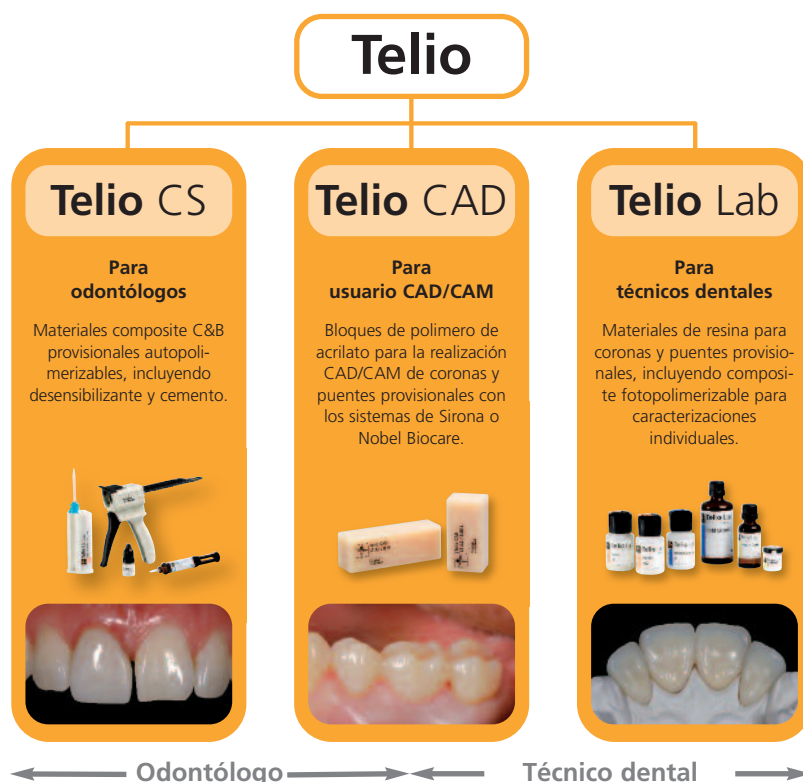 Telio
Telio CS
Para
odontólogos
Materiales composite C&B
provisionales autopoli-
merizables, incluyendo
desensibilizante y cemento.
Telio CAD
Para
usuario CAD/CAM
Bloques de polimero de
acrilato para la realización
CAD/CAM de coronas y
puentes provisionales con
los sistemas de Sirona o
Nobel Biocare.
Telio Lab
Para
técnicos dentales
Materiales de resina para
coronas y puentes provisio-
nales, incluyendo composi-
te fotopolimerizable para
caracterizaciones
individuales.
Telio Lab
Odontólogo
Técnico dental